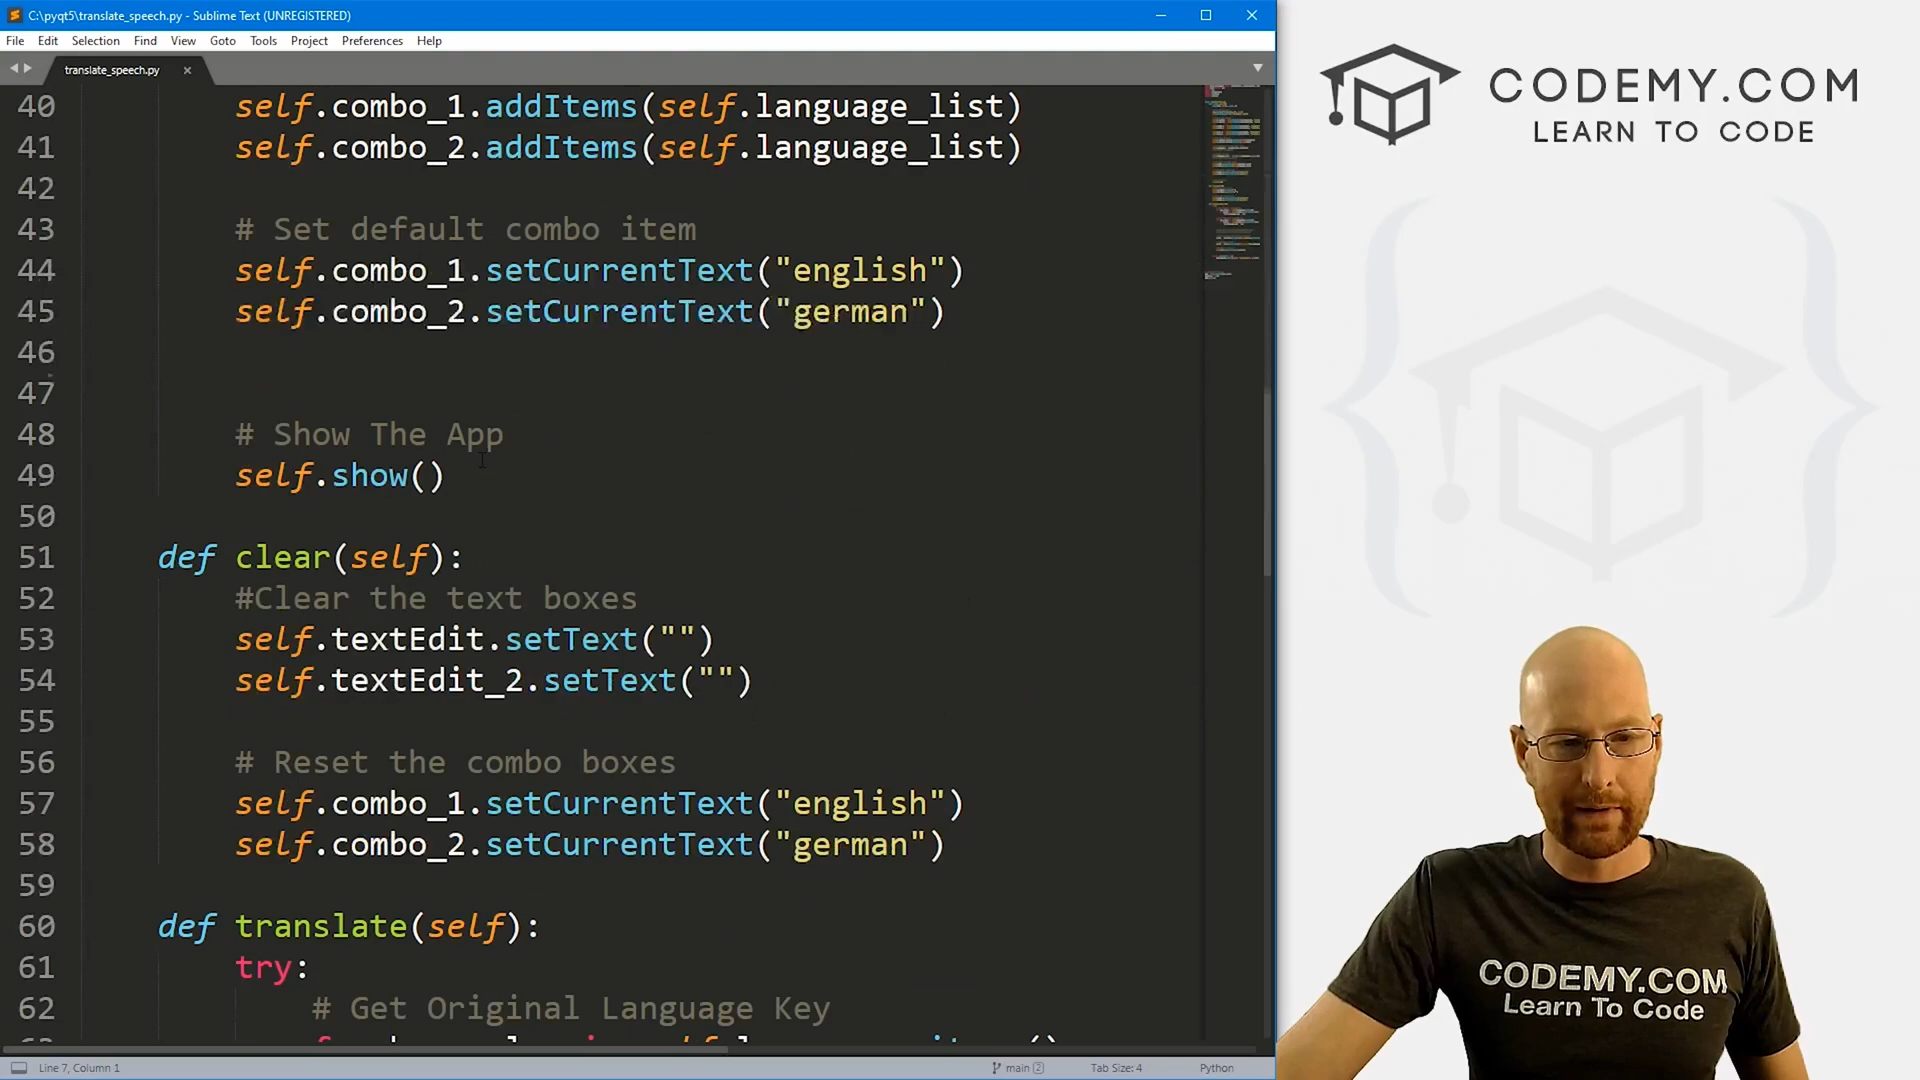 C:\pyqt5\translate_speech.py - Sublime Text (UNREGISTERED)
File Edit Selection Find View Goto Tools Project Preferences Help
translate_speech.py
40 self.combo_1.addItems(self.language_list)
41 self.combo_2.addItems(self.language_list)
42
43 # Set default combo item
44 self.combo_1.setCurrentText("english")
45 self.combo_2.setCurrentText("german")
46
47
48 # Show The App
49 self.show()
50
51 def clear(self):
52 #Clear the text boxes
53 self.textEdit.setText("")
54 self.textEdit_2.setText("")
55
56 # Reset the combo boxes
57 self.combo_1.setCurrentText("english")
58 self.combo_2.setCurrentText("german")
59
60 def translate(self):
61 try:
62 # Get Original Language Key
Line 7, Column 1
main 2
Tab Size: 4
Python
CODEMY.COM
LEARN TO CODE
CODEMY.COM
Learn To Code